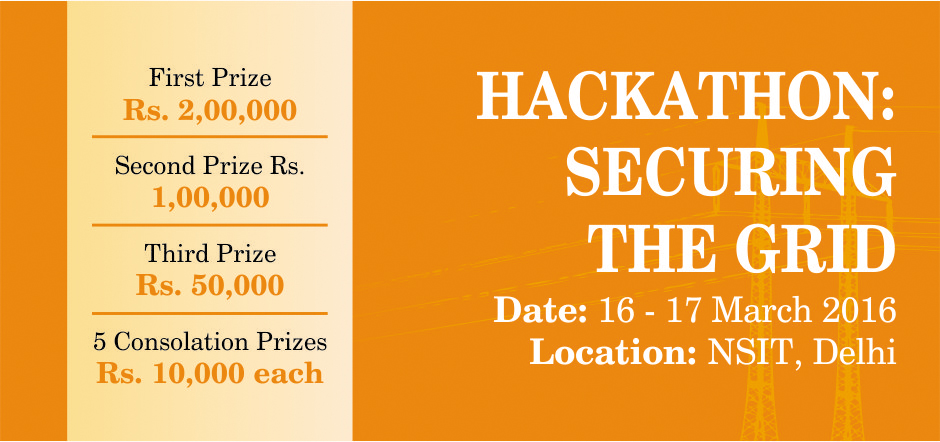 First Prize
Rs. 2,00,000
Second Prize Rs.
1,00,000
Third Prize
Rs. 50,000
5 Consolation Prizes
Rs. 10,000 each
HACKATHON:
SECURING
THE GRID
Date: 16 - 17 March 2016
Location: NSIT, Delhi